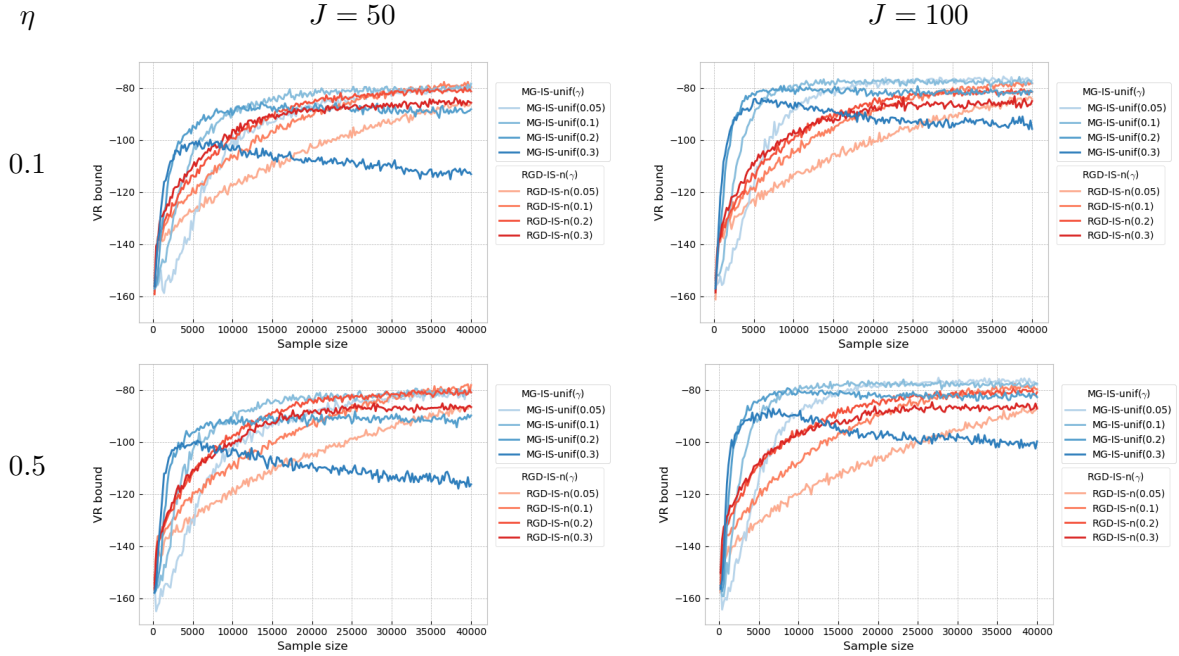 η J = 50 J = 100
0.1
VR bound
−80
−100
−120
−140
−160
0 5000 10000 15000 20000 25000 30000 35000 40000
Sample size
MG-IS-unif(γ)
MG-IS-unif(0.05)
MG-IS-unif(0.1)
MG-IS-unif(0.2)
MG-IS-unif(0.3)
RGD-IS-n(γ)
RGD-IS-n(0.05)
RGD-IS-n(0.1)
RGD-IS-n(0.2)
RGD-IS-n(0.3)
VR bound
−80
−100
−120
−140
−160
0 5000 10000 15000 20000 25000 30000 35000 40000
Sample size
MG-IS-unif(γ)
MG-IS-unif(0.05)
MG-IS-unif(0.1)
MG-IS-unif(0.2)
MG-IS-unif(0.3)
RGD-IS-n(γ)
RGD-IS-n(0.05)
RGD-IS-n(0.1)
RGD-IS-n(0.2)
RGD-IS-n(0.3)
0.5
VR bound
−80
−100
−120
−140
−160
0 5000 10000 15000 20000 25000 30000 35000 40000
Sample size
MG-IS-unif(γ)
MG-IS-unif(0.05)
MG-IS-unif(0.1)
MG-IS-unif(0.2)
MG-IS-unif(0.3)
RGD-IS-n(γ)
RGD-IS-n(0.05)
RGD-IS-n(0.1)
RGD-IS-n(0.2)
RGD-IS-n(0.3)
VR bound
−80
−100
−120
−140
−160
0 5000 10000 15000 20000 25000 30000 35000 40000
Sample size
MG-IS-unif(γ)
MG-IS-unif(0.05)
MG-IS-unif(0.1)
MG-IS-unif(0.2)
MG-IS-unif(0.3)
RGD-IS-n(γ)
RGD-IS-n(0.05)
RGD-IS-n(0.1)
RGD-IS-n(0.2)
RGD-IS-n(0.3)